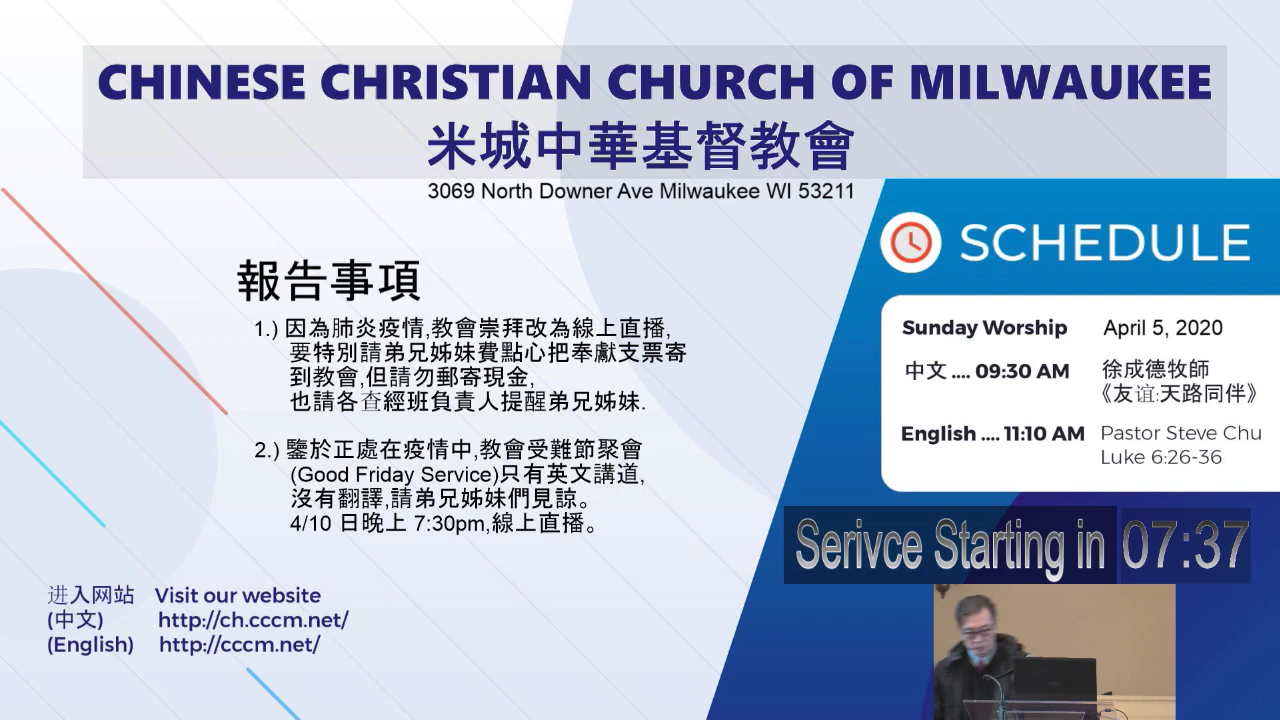 CHINESE CHRISTIAN CHURCH OF MILWAUKEE
米城中華基督教會
3069 North Downer Ave Milwaukee WI 53211
SCHEDULE
Sunday Worship April 5, 2020
中文 .... 09:30 AM 徐成德牧師
《友谊:天路同伴》
English .... 11:10 AM Pastor Steve Chu
Luke 6:26-36
報告事項
1.) 因為肺炎疫情,教會崇拜改為線上直播,
要特別請弟兄姊妹費點心把奉獻支票寄
到教會,但請勿郵寄現金,
也請各查經班負責人提醒弟兄姊妹.
2.) 鑒於正處在疫情中,教會受難節聚會
(Good Friday Service)只有英文講道,
沒有翻譯,請弟兄姊妹們見諒。
4/10 日晚上 7:30pm,線上直播。
Serivce Starting in 07:37
进入网站 Visit our website
(中文) http://ch.cccm.net/
(English) http://cccm.net/